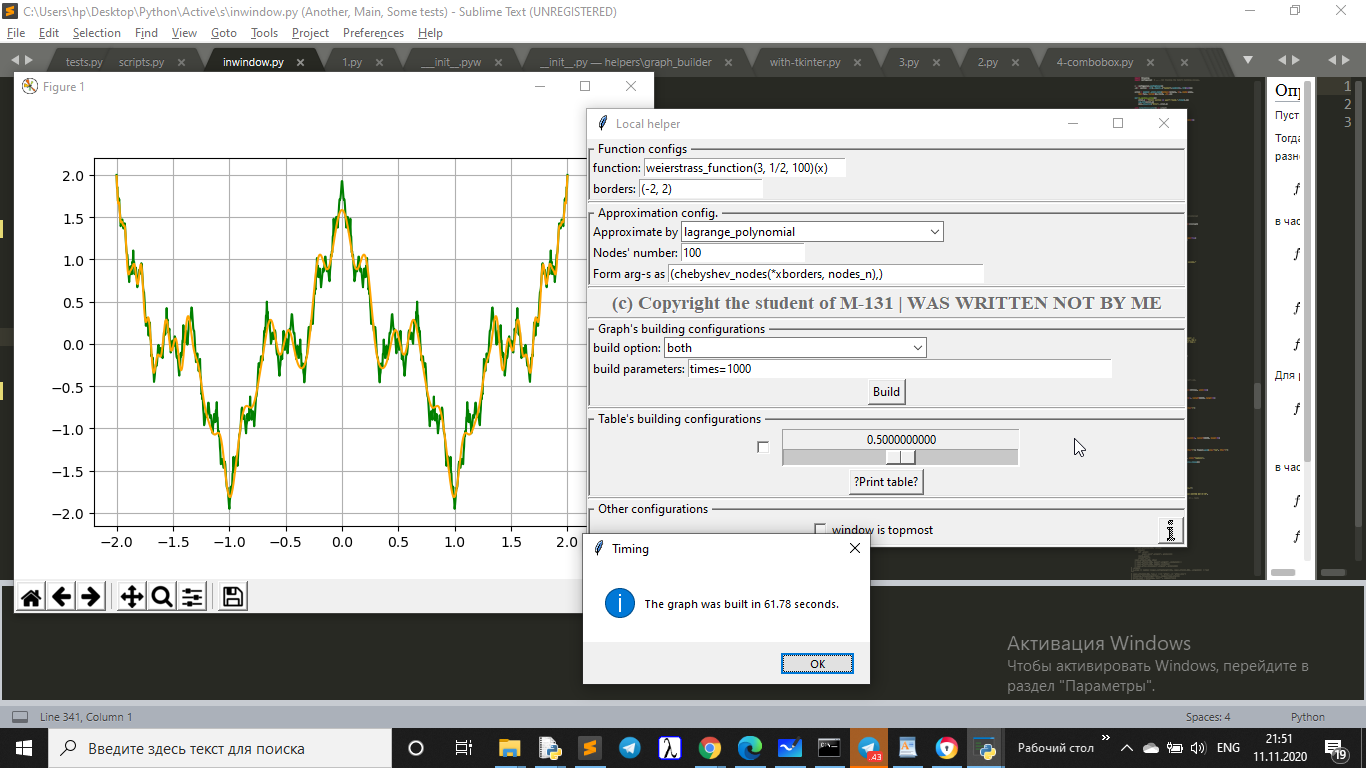 C:\Users\hp\Desktop\Python\Active\s\inwindow.py (Another, Main, Some tests) - Sublime Text (UNREGISTERED)
File Edit Selection Find View Goto Tools Project Preferences Help
tests.py scripts.py inwindow.py 1.py __init__.pyw __init__.py — helpers\graph_builder with-tkinter.py 3.py 2.py 4-combobox.py
Figure 1
2.0
1.5
1.0
0.5
0.0
−0.5
−1.0
−1.5
−2.0
−2.0 −1.5 −1.0 −0.5 0.0 0.5 1.0 1.5 2.0
Local helper
Function configs
function: weierstrass_function(3, 1/2, 100)(x)
borders: (-2, 2)
Approximation config.
Approximate by lagrange_polynomial
Nodes' number: 100
Form arg-s as (chebyshev_nodes(*xborders, nodes_n),)
(c) Copyright the student of M-131 | WAS WRITTEN NOT BY ME
Graph's building configurations
build option: both
build parameters: times=1000
Build
Table's building configurations
0.5000000000
?Print table?
Other configurations
window is topmost
i
Timing
The graph was built in 61.78 seconds.
OK
Пуст
Тогда
разн
в час
Для р
в час
1
2
3
Активация Windows
Чтобы активировать Windows, перейдите в
раздел "Параметры".
Line 341, Column 1 Spaces: 4 Python
Введите здесь текст для поиска
.43
Рабочий стол
ENG
21:51
11.11.2020
19